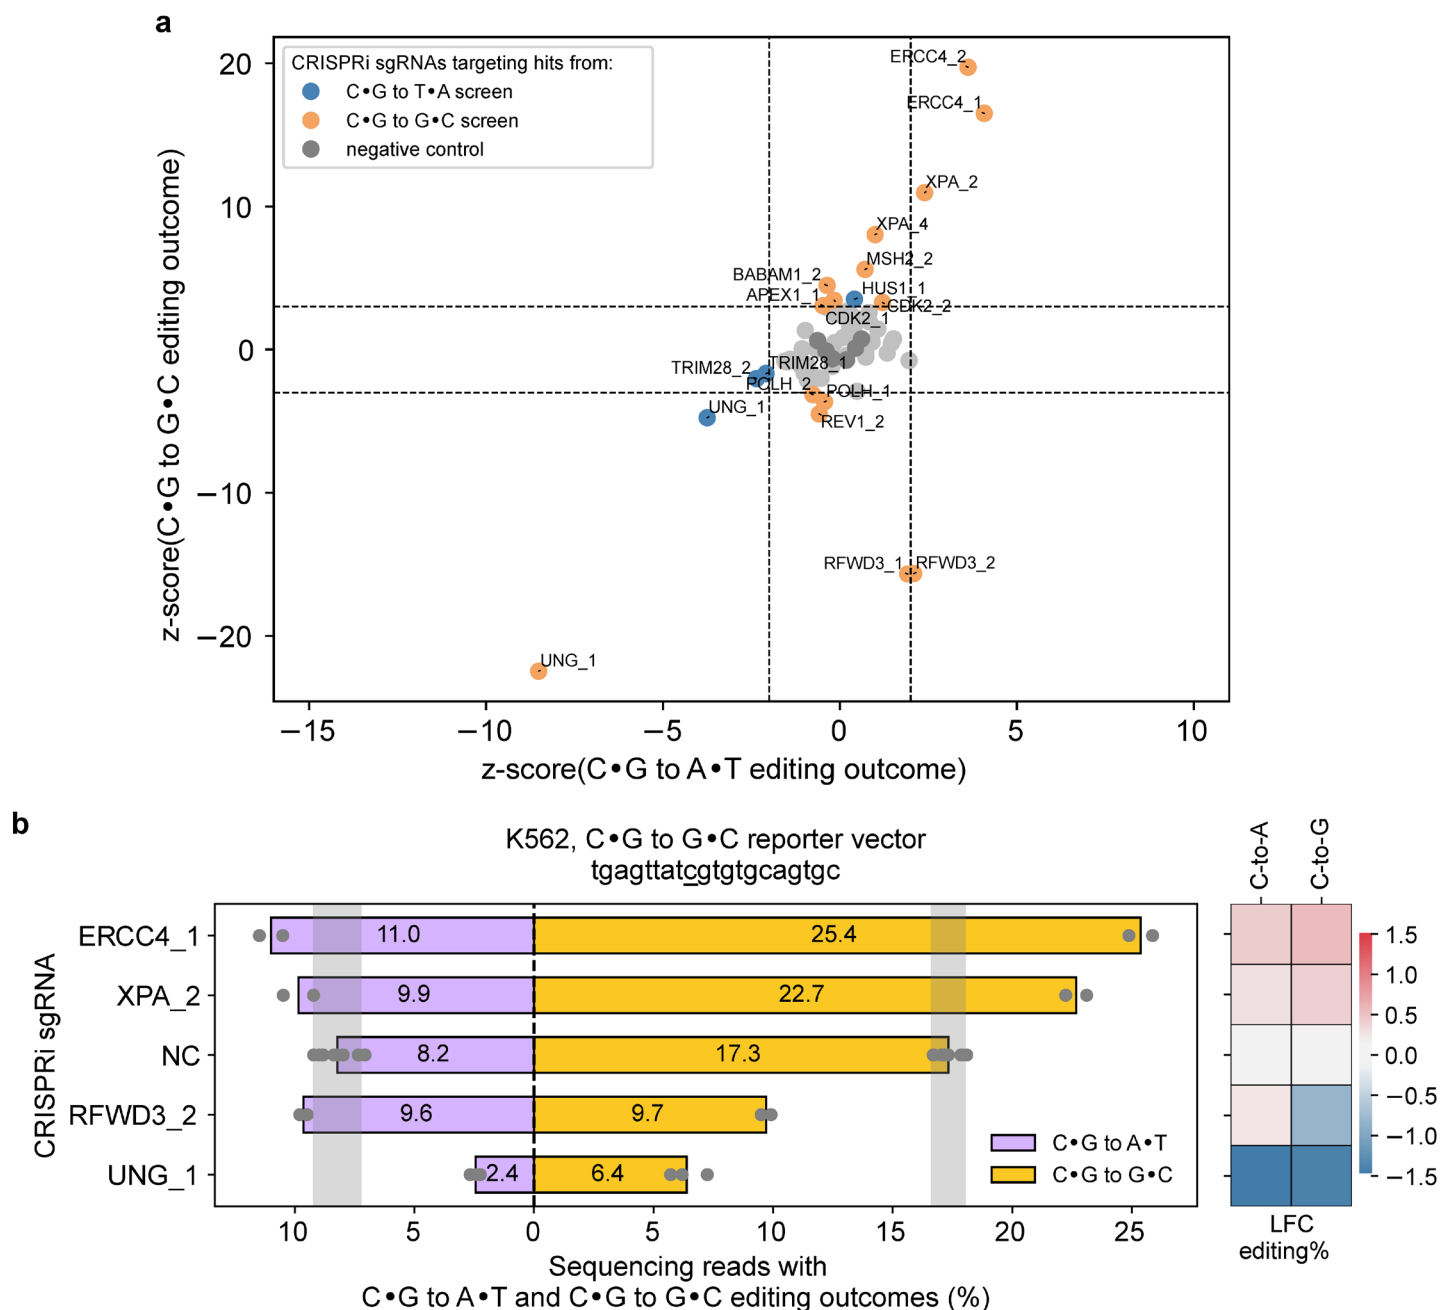 a
20
10
0
−10
−20
z-score(C•G to G•C editing outcome)
CRISPRi sgRNAs targeting hits from:
C•G to T•A screen
C•G to G•C screen
negative control
ERCC4_2
ERCC4_1
XPA_2
XPA_4
MSH2_2
BABAM1_2
HUS1_1
APEX1_1
CDK2_2
CDK2_1
TRIM28_2
TRIM28_1
POLH_2
POLH_1
UNG_1
REV1_2
RFWD3_1
RFWD3_2
UNG_1
−15
−10
−5
0
5
10
z-score(C•G to A•T editing outcome)
b
K562, C•G to G•C reporter vector
tgagttatcgtgtgcagtgc
CRISPRi sgRNA
ERCC4_1
11.0
25.4
XPA_2
9.9
22.7
NC
8.2
17.3
RFWD3_2
9.6
9.7
UNG_1
2.4
6.4
C•G to A•T
C•G to G•C
10
5
0
5
10
15
20
25
Sequencing reads with
C•G to A•T and C•G to G•C editing outcomes (%)
C-to-A
C-to-G
1.5
1.0
0.5
0.0
−0.5
−1.0
−1.5
LFC
editing%